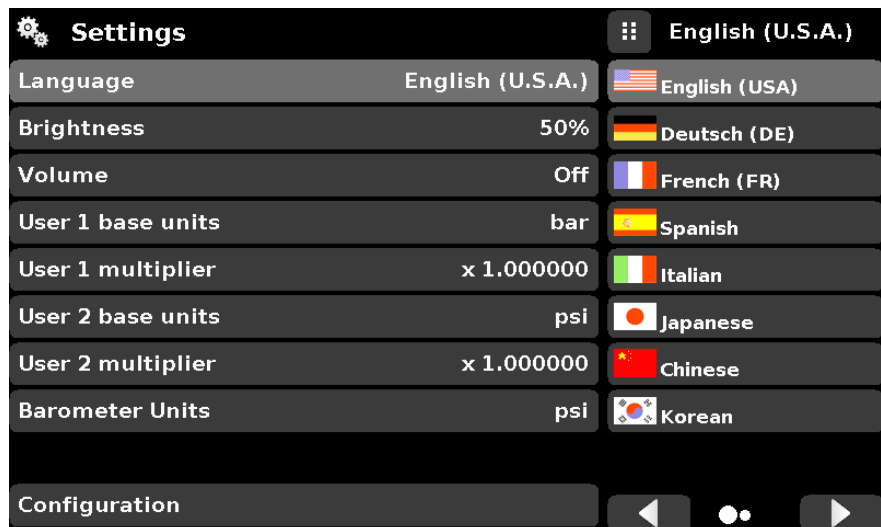 Settings
English (U.S.A.)
Language English (U.S.A.)
Brightness 50%
Volume Off
User 1 base units bar
User 1 multiplier x 1.000000
User 2 base units psi
User 2 multiplier x 1.000000
Barometer Units psi
Configuration
English (USA)
Deutsch (DE)
French (FR)
Spanish
Italian
Japanese
Chinese
Korean